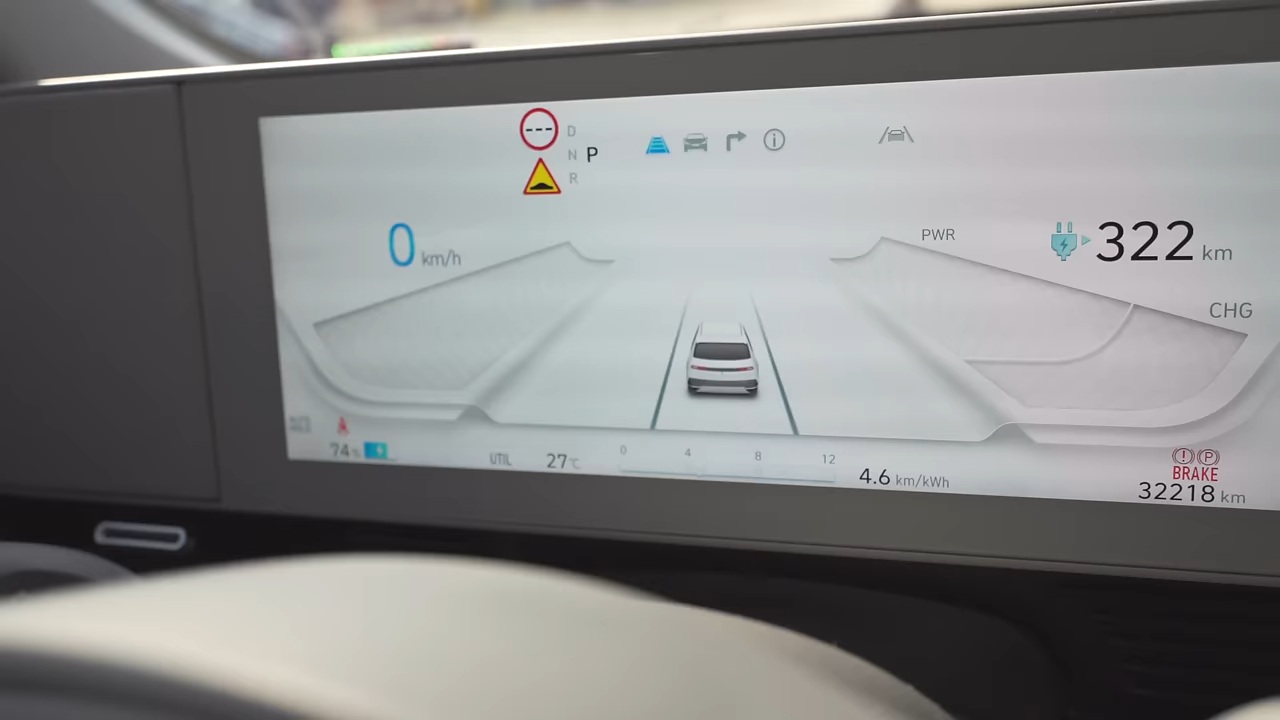 D
N P
R
0 km/h
PWR
322 km
CHG
74%
UTIL
27°C
0 4 8 12
4.6 km/kWh
BRAKE
32218 km